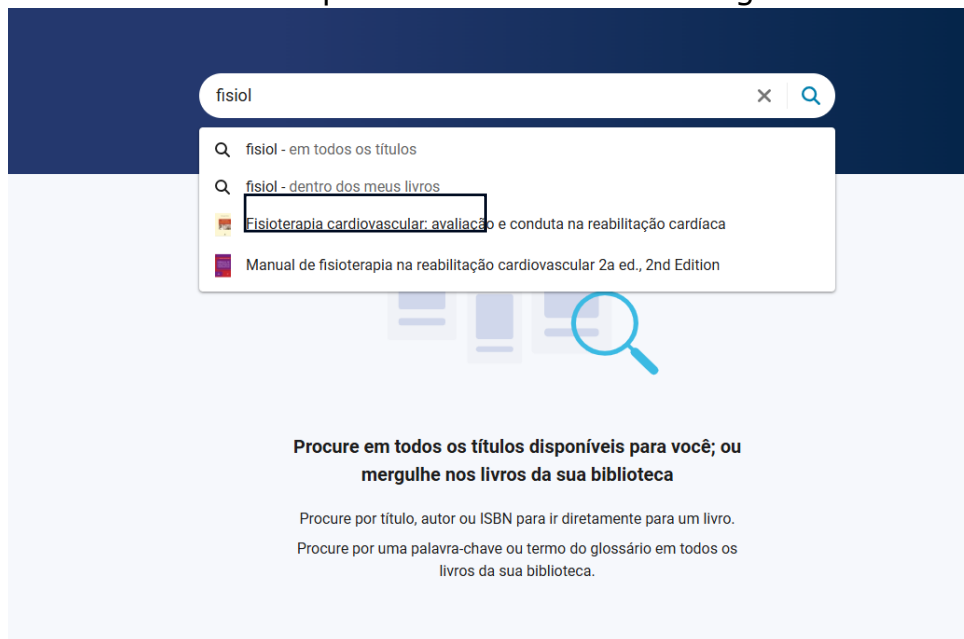 fisiol
fisiol - em todos os títulos
fisiol - dentro dos meus livros
Fisioterapia cardiovascular: avaliação e conduta na reabilitação cardíaca
Manual de fisioterapia na reabilitação cardiovascular 2a ed., 2nd Edition
Procure em todos os títulos disponíveis para você; ou
mergulhe nos livros da sua biblioteca
Procure por título, autor ou ISBN para ir diretamente para um livro.
Procure por uma palavra-chave ou termo do glossário em todos os
livros da sua biblioteca.